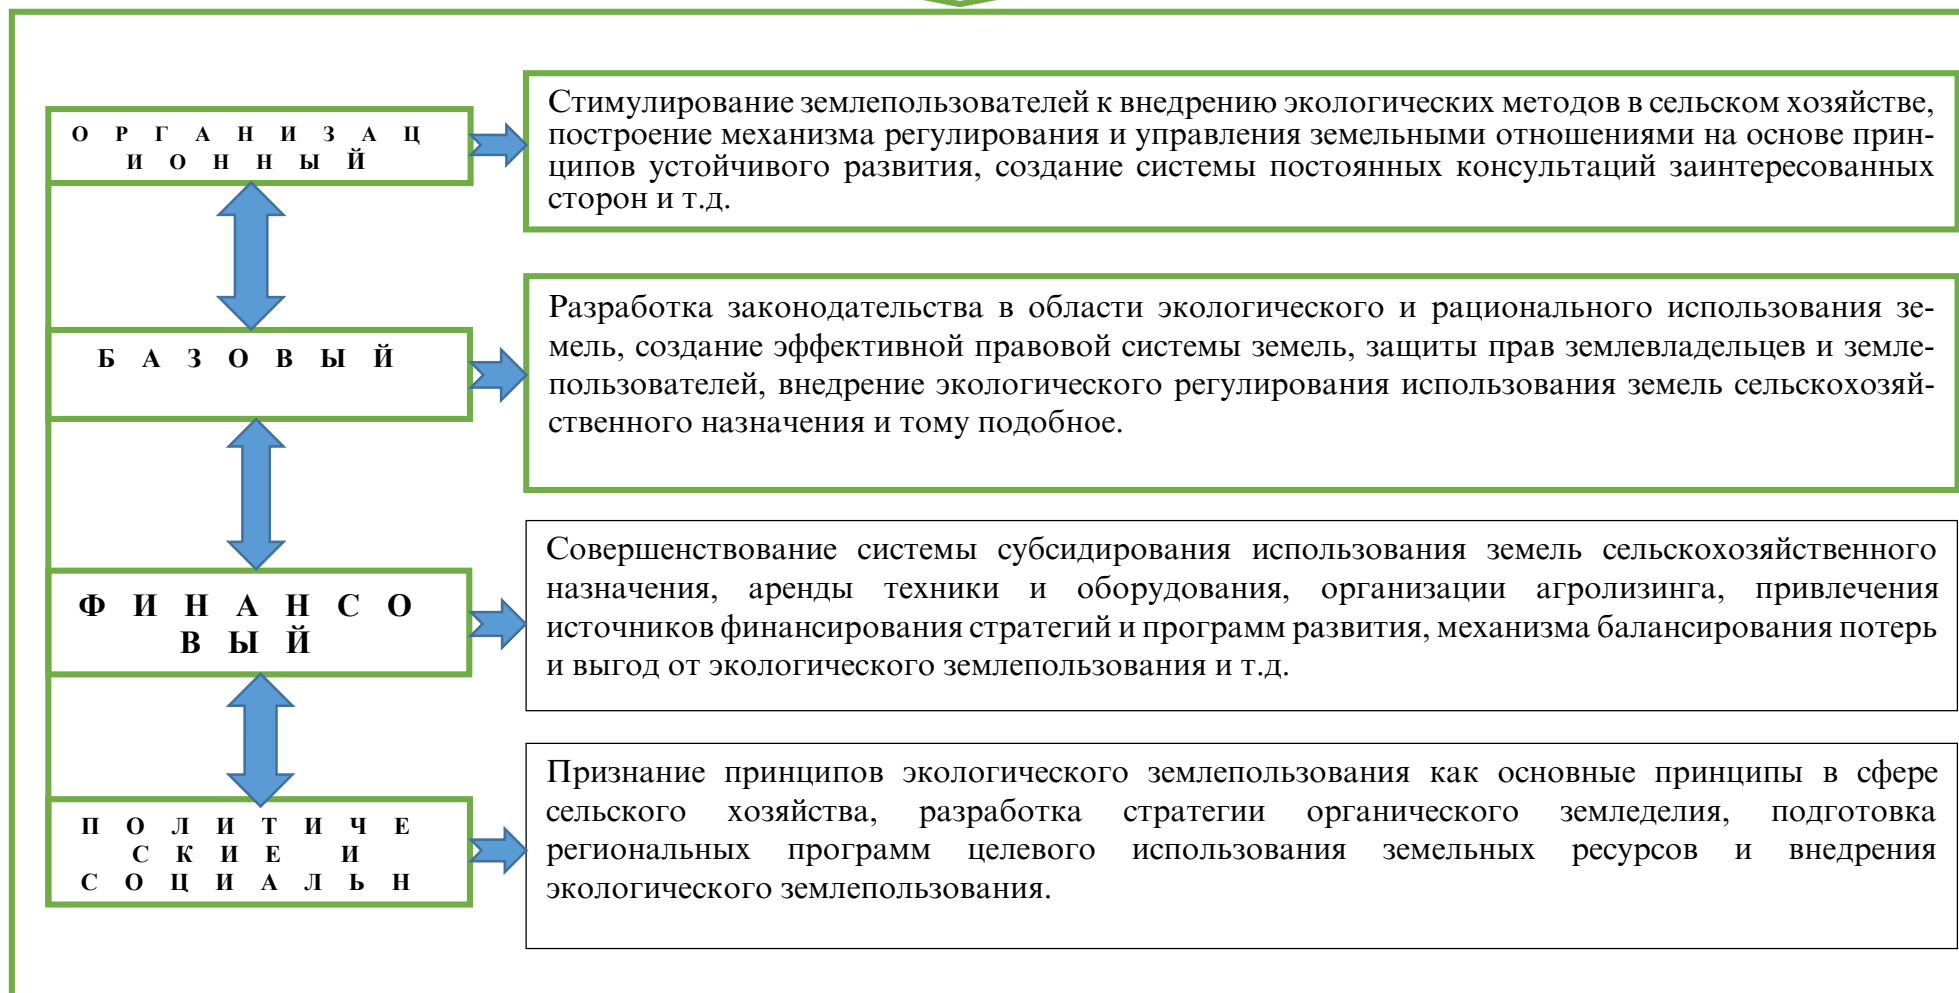 О Р Г А Н И З А Ц
И О Н Н Ы Й
Стимулирование землепользователей к внедрению экологических методов в сельском хозяйстве,
построение механизма регулирования и управления земельными отношениями на основе прин-
ципов устойчивого развития, создание системы постоянных консультаций заинтересованных
сторон и т.д.
Б А З О В Ы Й
Разработка законодательства в области экологического и рационального использования зе-
мель, создание эффективной правовой системы земель, защиты прав землевладельцев и земле-
пользователей, внедрение экологического регулирования использования земель сельскохозяй-
ственного назначения и тому подобное.
Ф И Н А Н С О
В Ы Й
Совершенствование системы субсидирования использования земель сельскохозяйственного
назначения, аренды техники и оборудования, организации агролизинга, привлечения
источников финансирования стратегий и программ развития, механизма балансирования потерь
и выгод от экологического землепользования и т.д.
П О Л И Т И Ч Е
С К И Е И
С О Ц И А Л Ь Н
Признание принципов экологического землепользования как основные принципы в сфере
сельского хозяйства, разработка стратегии органического земледелия, подготовка
региональных программ целевого использования земельных ресурсов и внедрения
экологического землепользования.